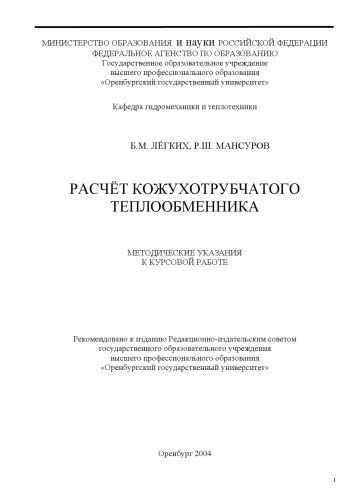 МИНИСТЕРСТВО ОБРАЗОВАНИЯ и науки РОССИЙСКОЙ ФЕДЕРАЦИИ
ФЕДЕРАЛЬНОЕ АГЕНСТВО ПО ОБРАЗОВАНИЮ
Государственное образовательное учреждение
высшего профессионального образования
«Оренбургский государственный университет»
Кафедра гидромеханики и теплотехники
Б.М. ЛЁГКИХ, Р.Ш. МАНСУРОВ
РАСЧЁТ КОЖУХОТРУБЧАТОГО
ТЕПЛООБМЕННИКА
МЕТОДИЧЕСКИЕ УКАЗАНИЯ
К КУРСОВОЙ РАБОТЕ
Рекомендовано к изданию Редакционно-издательским советом
государственного образовательного учреждения
высшего профессионального образования
«Оренбургский государственный университет»
Оренбург 2004
1